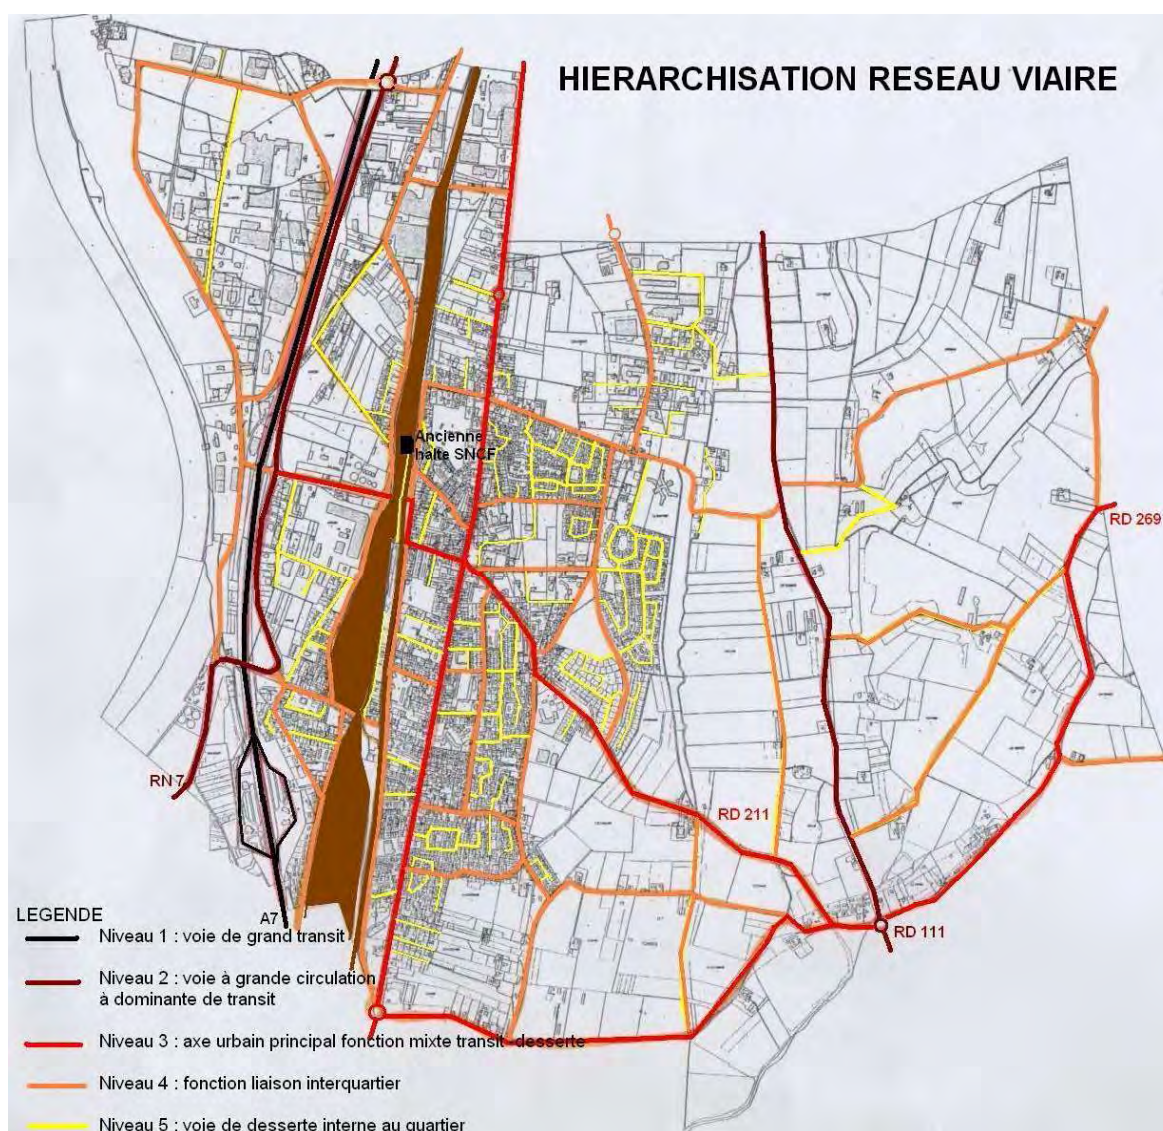 HIERARCHISATION RESEAU VIAIRE
Ancienne
halte SNCF
RD 269
RN 7
RD 211
RD 111
A7
LEGENDE
Niveau 1 : voie de grand transit
Niveau 2 : voie à grande circulation
à dominante de transit
Niveau 3 : axe urbain principal fonction mixte transit desserte
Niveau 4 : fonction liaison interquartier
Niveau 5 : voie de desserte interne au quartier